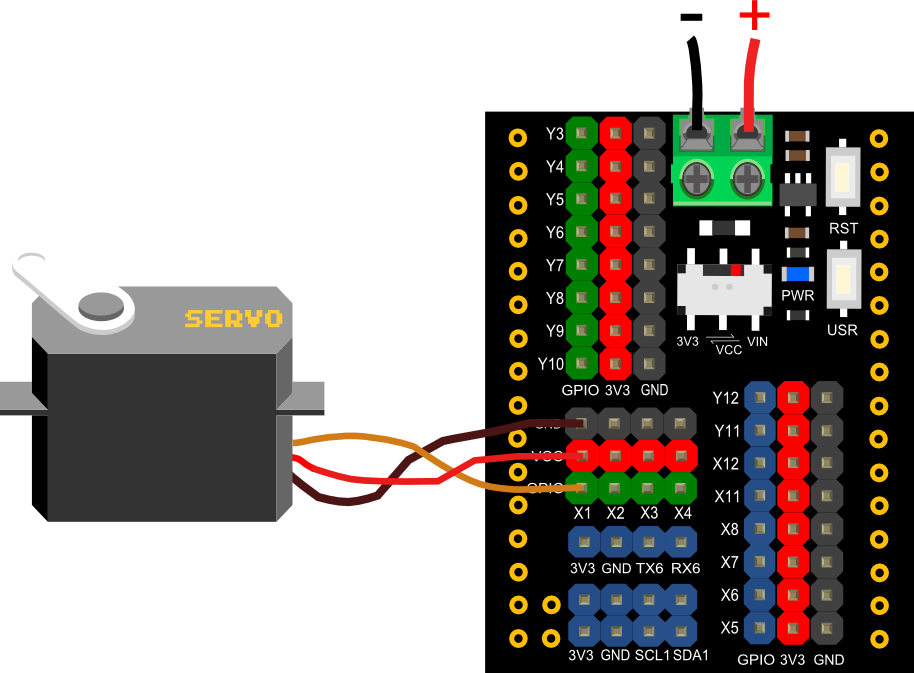 - +
Y3
Y4
Y5
Y6
Y7
Y8
Y9
Y10
GPIO 3V3 GND
RST
PWR
USR
3V3 VCC VIN
SERVO
GND
VCC
GPIO
X1 X2 X3 X4
3V3 GND TX6 RX6
3V3 GND SCL1 SDA1
Y12
Y11
X12
X11
X8
X7
X6
X5
GPIO 3V3 GND